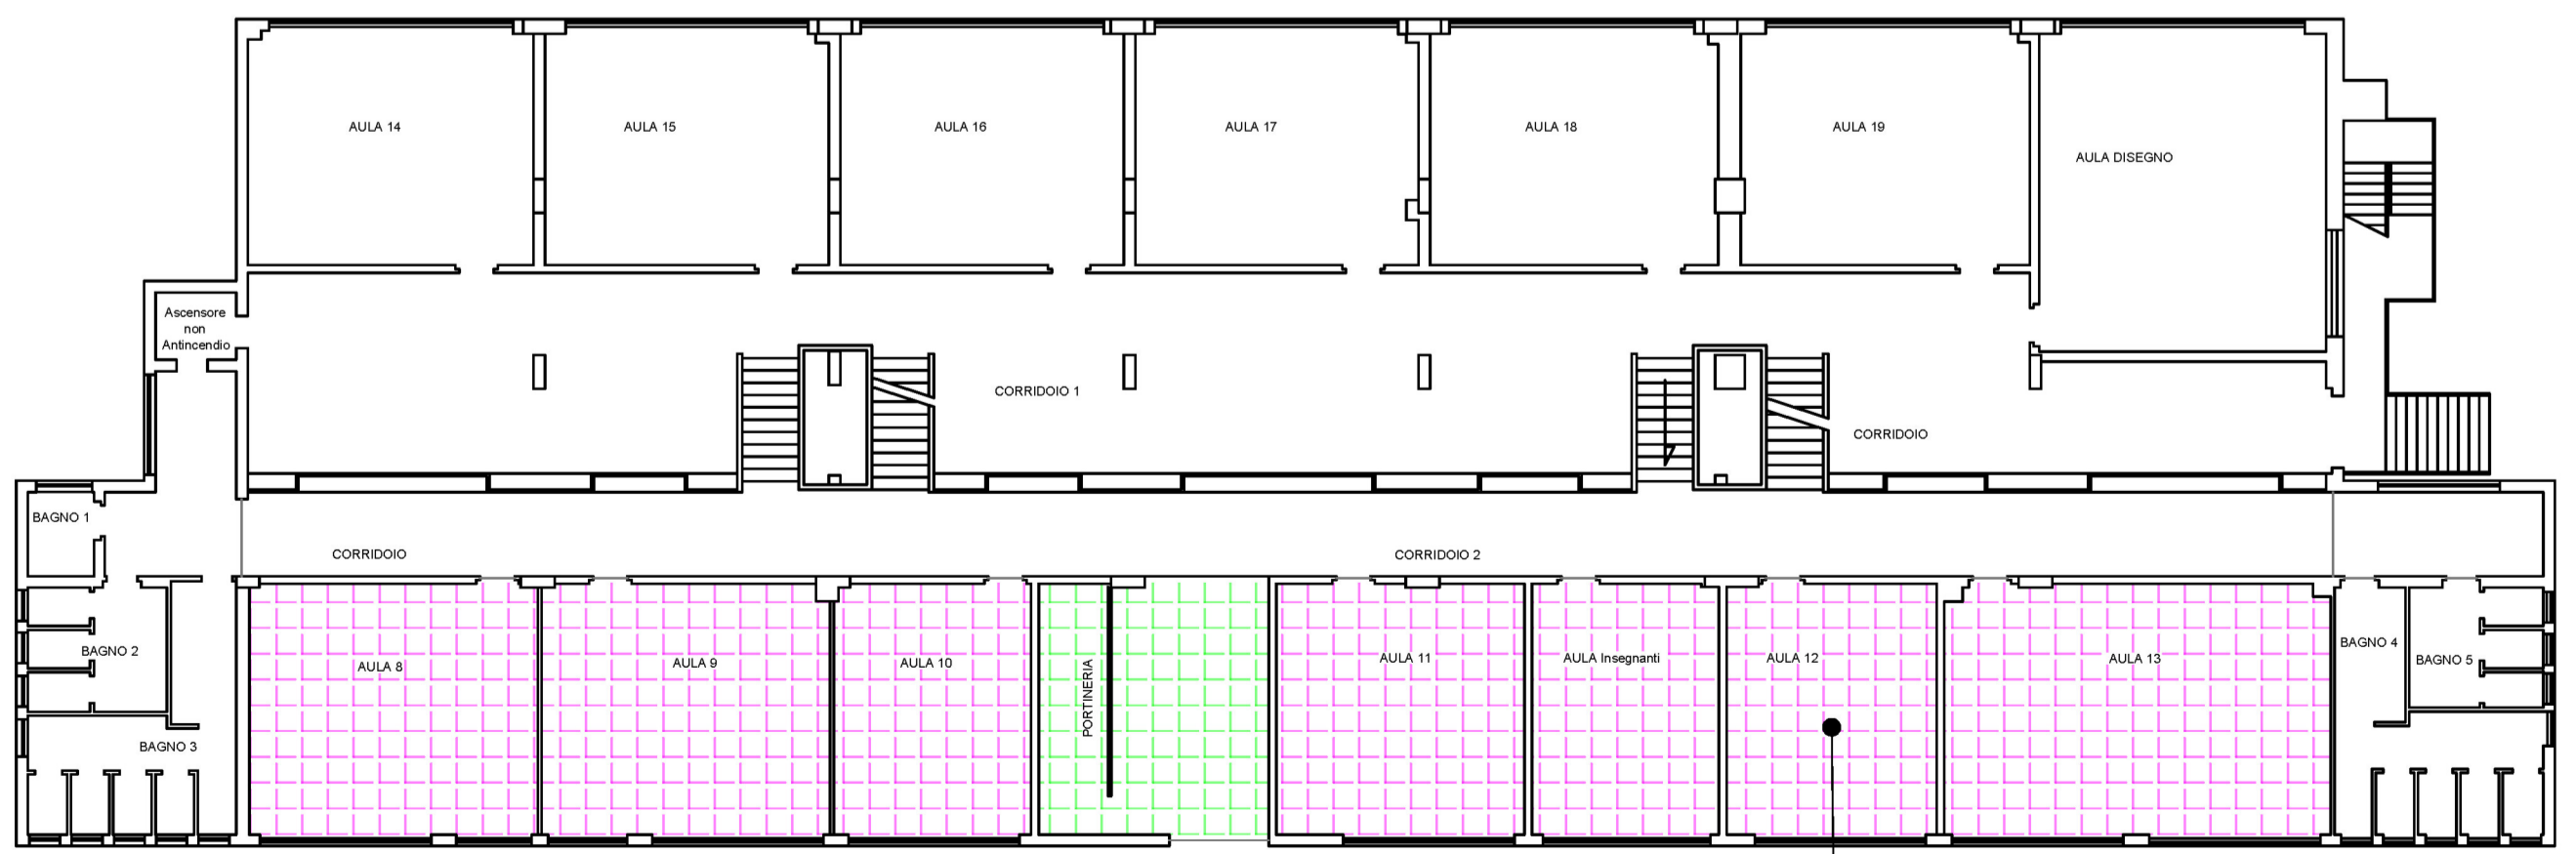 AULA 14
AULA 15
AULA 16
AULA 17
AULA 18
AULA 19
AULA DISEGNO
Ascensore
non
Antincendio
CORRIDOIO 1
CORRIDOIO
BAGNO 1
CORRIDOIO
CORRIDOIO 2
BAGNO 2
BAGNO 3
AULA 8
AULA 9
AULA 10
PORTINERIA
AULA 11
AULA Insegnanti
AULA 12
AULA 13
BAGNO 4
BAGNO 5